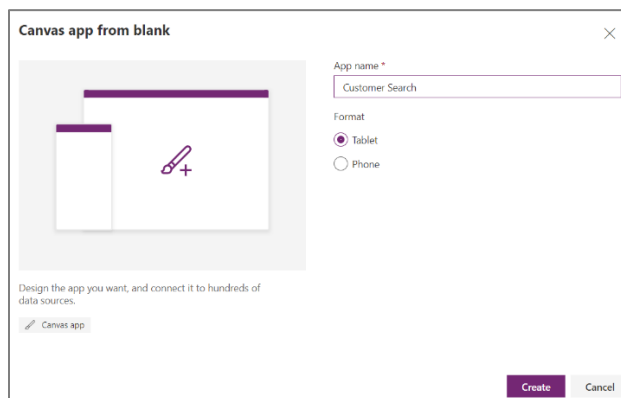 Canvas app from blank
App name *
Customer Search
Format
Tablet
Phone
Design the app you want, and connect it to hundreds of
data sources.
Canvas app
Create
Cancel